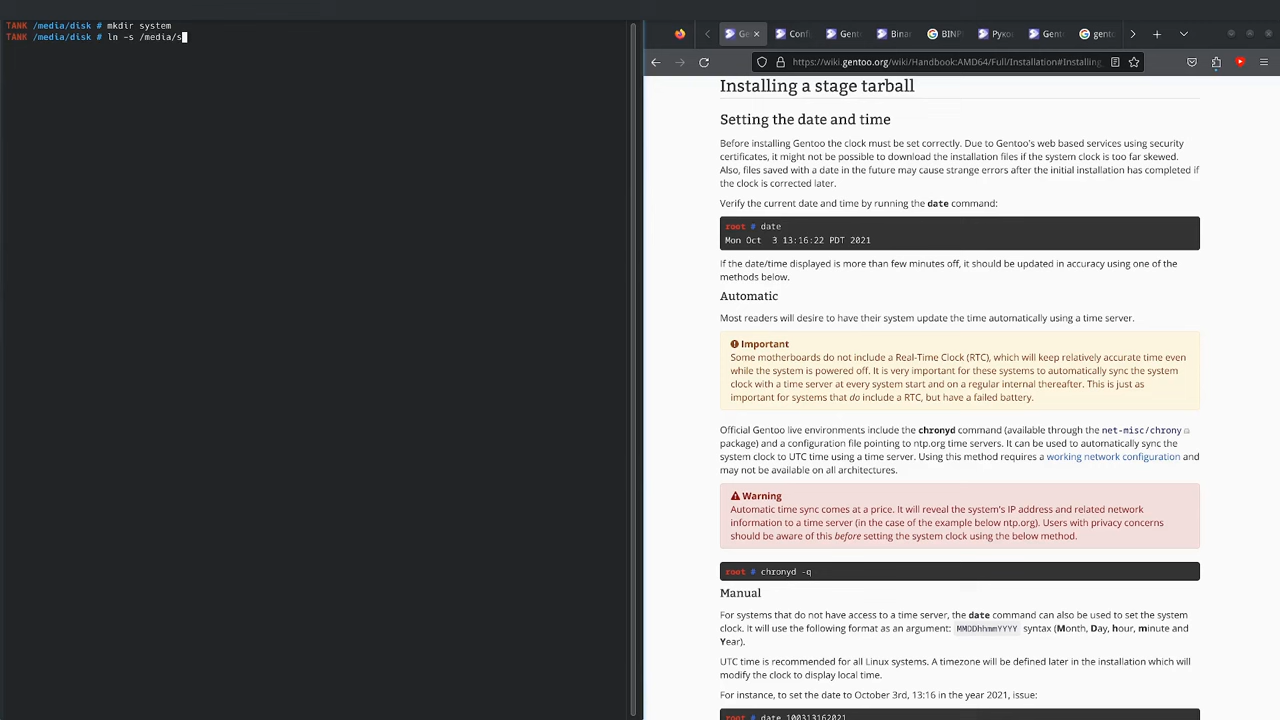 TANK /media/disk # mkdir system
TANK /media/disk # ln -s /media/s
Ge
Confi
Gent
Binar
BINP
Руко
Gent
gento
https://wiki.gentoo.org/wiki/Handbook:AMD64/Full/Installation#Installing
Installing a stage tarball
Setting the date and time
Before installing Gentoo the clock must be set correctly. Due to Gentoo's web based services using security
certificates, it might not be possible to download the installation files if the system clock is too far skewed.
Also, files saved with a date in the future may cause strange errors after the initial installation has completed if
the clock is corrected later.
Verify the current date and time by running the date command:
root # date
Mon Oct  3 13:16:22 PDT 2021
If the date/time displayed is more than few minutes off, it should be updated in accuracy using one of the
methods below.
Automatic
Most readers will desire to have their system update the time automatically using a time server.
Important
Some motherboards do not include a Real-Time Clock (RTC), which will keep relatively accurate time even
while the system is powered off. It is very important for these systems to automatically sync the system
clock with a time server at every system start and on a regular internal thereafter. This is just as
important for systems that do include a RTC, but have a failed battery.
Official Gentoo live environments include the chronyd command (available through the net-misc/chrony
package) and a configuration file pointing to ntp.org time servers. It can be used to automatically sync the
system clock to UTC time using a time server. Using this method requires a working network configuration and
may not be available on all architectures.
Warning
Automatic time sync comes at a price. It will reveal the system's IP address and related network
information to a time server (in the case of the example below ntp.org). Users with privacy concerns
should be aware of this before setting the system clock using the below method.
root # chronyd -q
Manual
For systems that do not have access to a time server, the date command can also be used to set the system
clock. It will use the following format as an argument: MMDDhhmmYYYY syntax (Month, Day, hour, minute and
Year).
UTC time is recommended for all Linux systems. A timezone will be defined later in the installation which will
modify the clock to display local time.
For instance, to set the date to October 3rd, 13:16 in the year 2021, issue:
root # date 100313162021